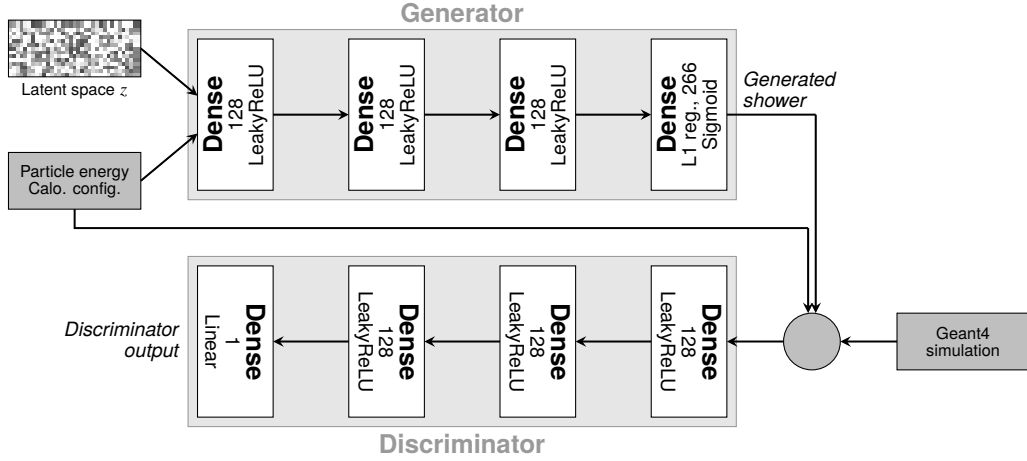 Generator
Latent space z
Particle energy
Calo. config.
Dense
128
LeakyReLU
Dense
128
LeakyReLU
Dense
128
LeakyReLU
Dense
L1 reg., 266
Sigmoid
Generated
shower
Discriminator
output
Dense
1
Linear
Dense
128
LeakyReLU
Dense
128
LeakyReLU
Dense
128
LeakyReLU
Geant4
simulation
Discriminator